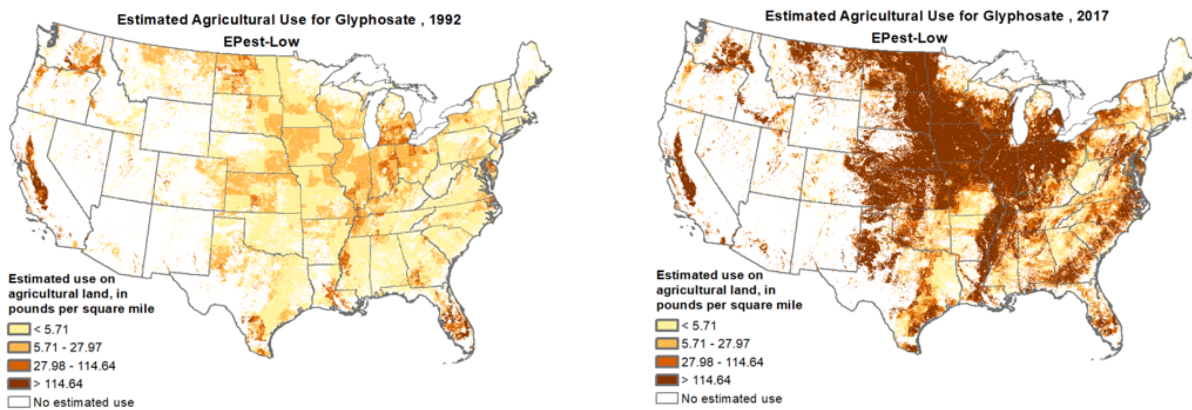 Estimated Agricultural Use for Glyphosate , 1992
EPest-Low
Estimated use on
agricultural land, in
pounds per square mile
< 5.71
5.71 - 27.97
27.98 - 114.64
> 114.64
No estimated use
Estimated Agricultural Use for Glyphosate , 2017
EPest-Low
Estimated use on
agricultural land, in
pounds per square mile
< 5.71
5.71 - 27.97
27.98 - 114.64
> 114.64
No estimated use